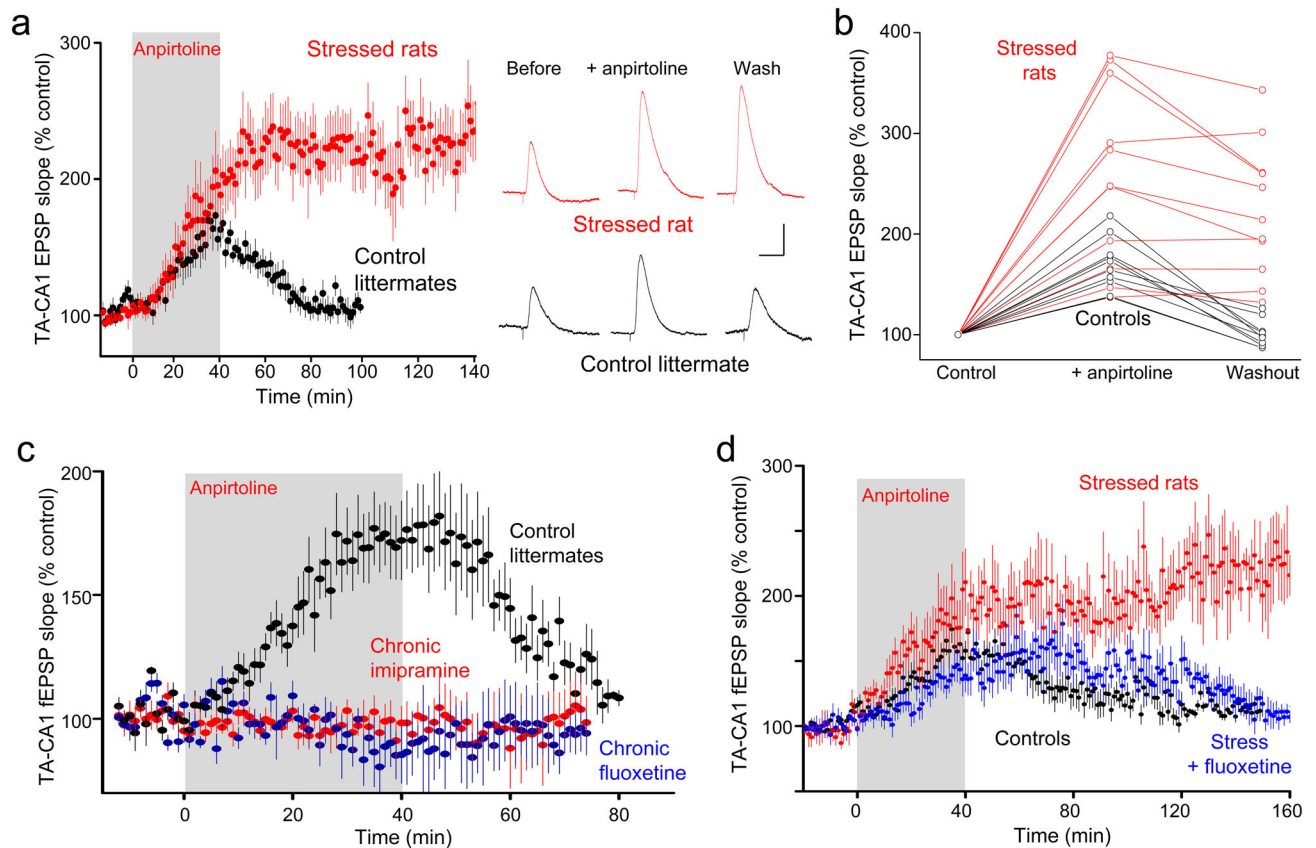 a
300
200
100
TA-CA1 EPSP slope (% control)
Anpirtoline
Stressed rats
Control
littermates
0
20
40
60
80
100
120
140
Time (min)
Before
+ anpirtoline
Wash
Stressed rat
Control littermate
b
400
300
200
100
TA-CA1 EPSP slope (% control)
Stressed
rats
Controls
Control
+ anpirtoline
Washout
c
200
150
100
TA-CA1 fEPSP slope (% control)
Anpirtoline
Control
littermates
Chronic
imipramine
Chronic
fluoxetine
0
20
40
60
80
Time (min)
d
300
200
100
TA-CA1 fEPSP slope (% control)
Anpirtoline
Stressed rats
Controls
Stress
+ fluoxetine
0
40
80
120
160
Time (min)